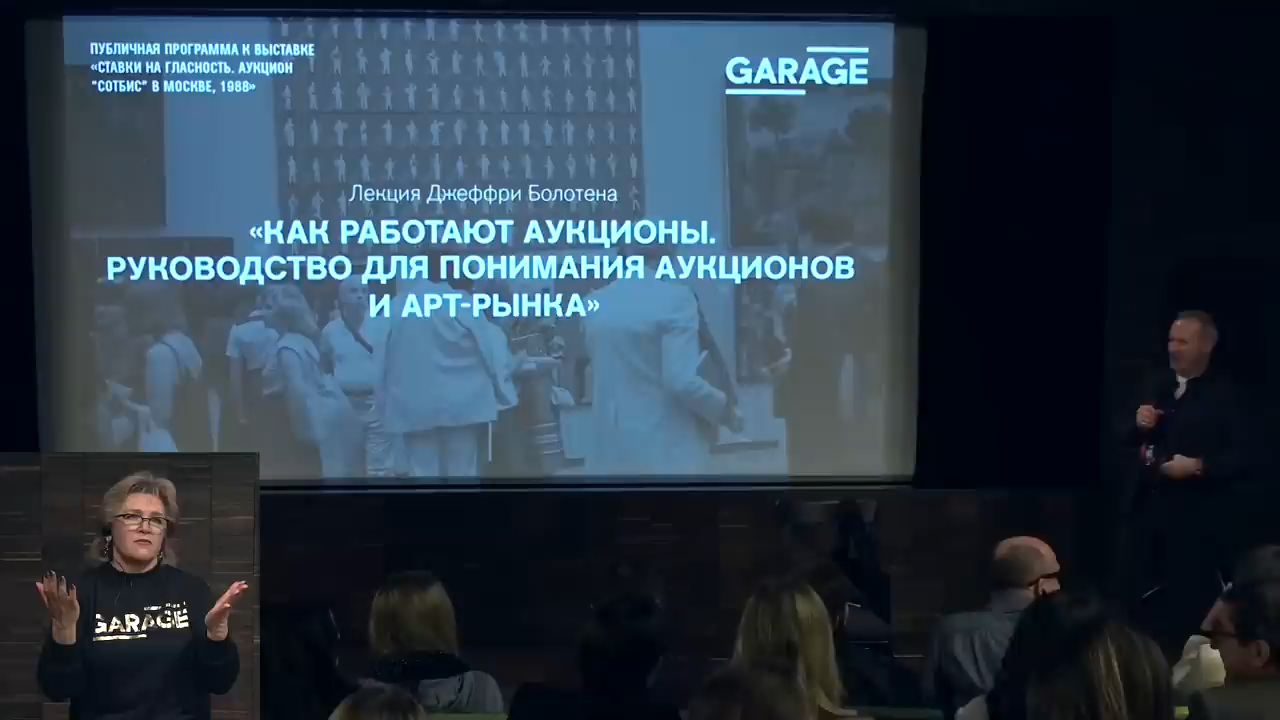 ПУБЛИЧНАЯ ПРОГРАММА К ВЫСТАВКЕ
«СТАВКИ НА ГЛАСНОСТЬ. АУКЦИОН
"СОТБИС" В МОСКВЕ, 1988»
GARAGE
Лекция Джеффри Болотена
«КАК РАБОТАЮТ АУКЦИОНЫ.
РУКОВОДСТВО ДЛЯ ПОНИМАНИЯ АУКЦИОНОВ
И АРТ-РЫНКА»
GARAGE